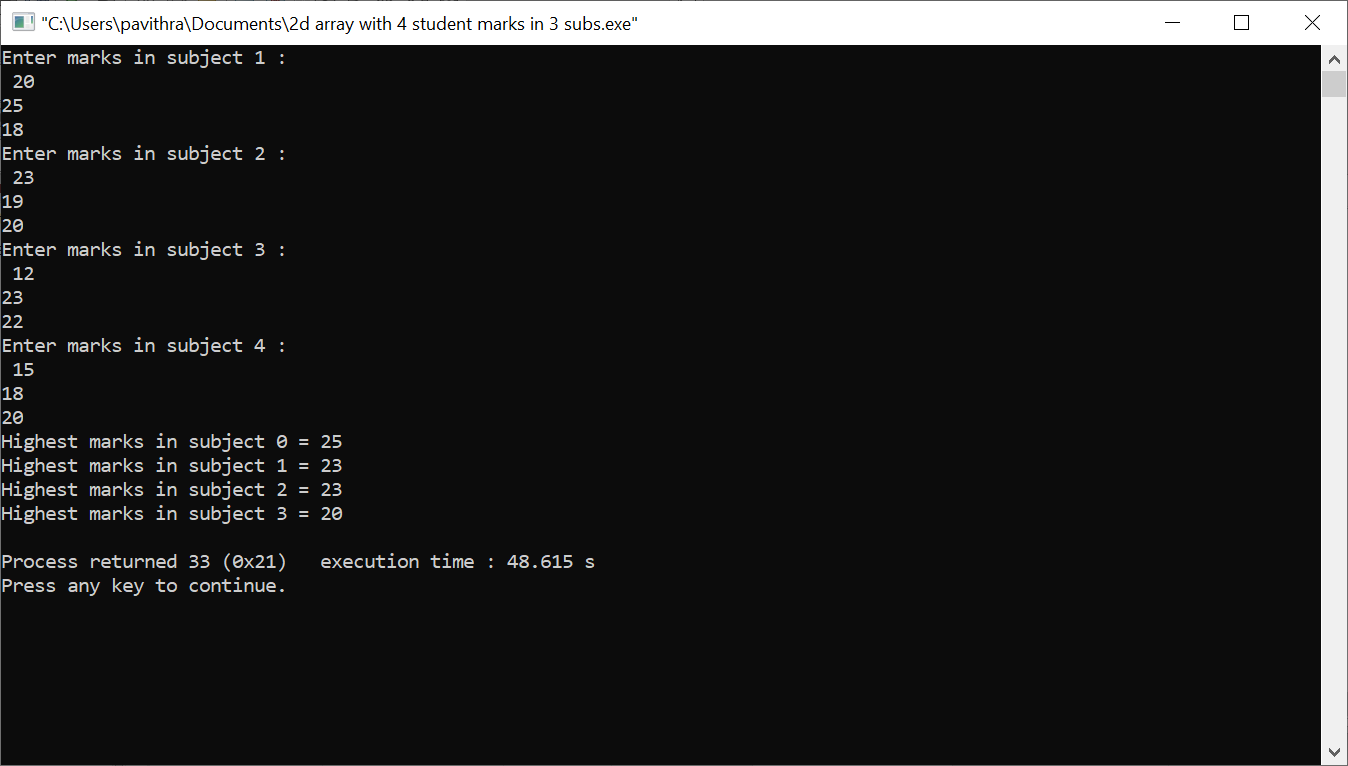 "C:\Users\pavithra\Documents\2d array with 4 student marks in 3 subs.exe"
Enter marks in subject 1 :
 20
25
18
Enter marks in subject 2 :
 23
19
20
Enter marks in subject 3 :
 12
23
22
Enter marks in subject 4 :
 15
18
20
Highest marks in subject 0 = 25
Highest marks in subject 1 = 23
Highest marks in subject 2 = 23
Highest marks in subject 3 = 20
Process returned 33 (0x21)   execution time : 48.615 s
Press any key to continue.